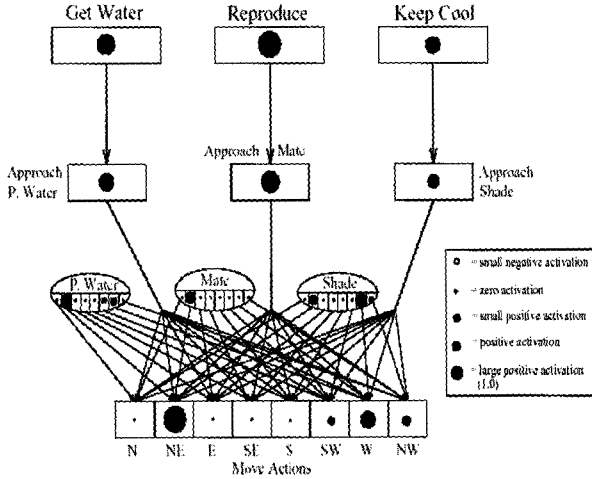 Get Water Reproduce Keep Cool
Approach P. Water
Approach Mate
Approach Shade
P. Water Mate Shade
= small negative activation
= zero activation
= small positive activation
= positive activation
= large positive activation (1.0)
N NE E SE S SW W NW
Move Actions